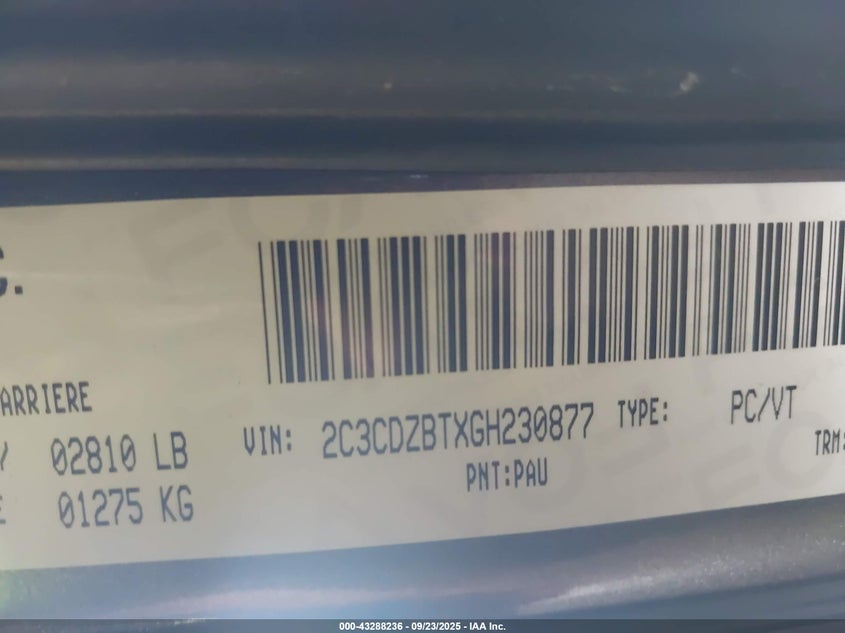 ARRIERE
02810 LB
01275 KG
VIN: 2C3CDZBTXGH230877 TYPE: PC/VT
PNT:PAU
TRM:
000-43288236 - 09/23/2025 - IAA Inc.